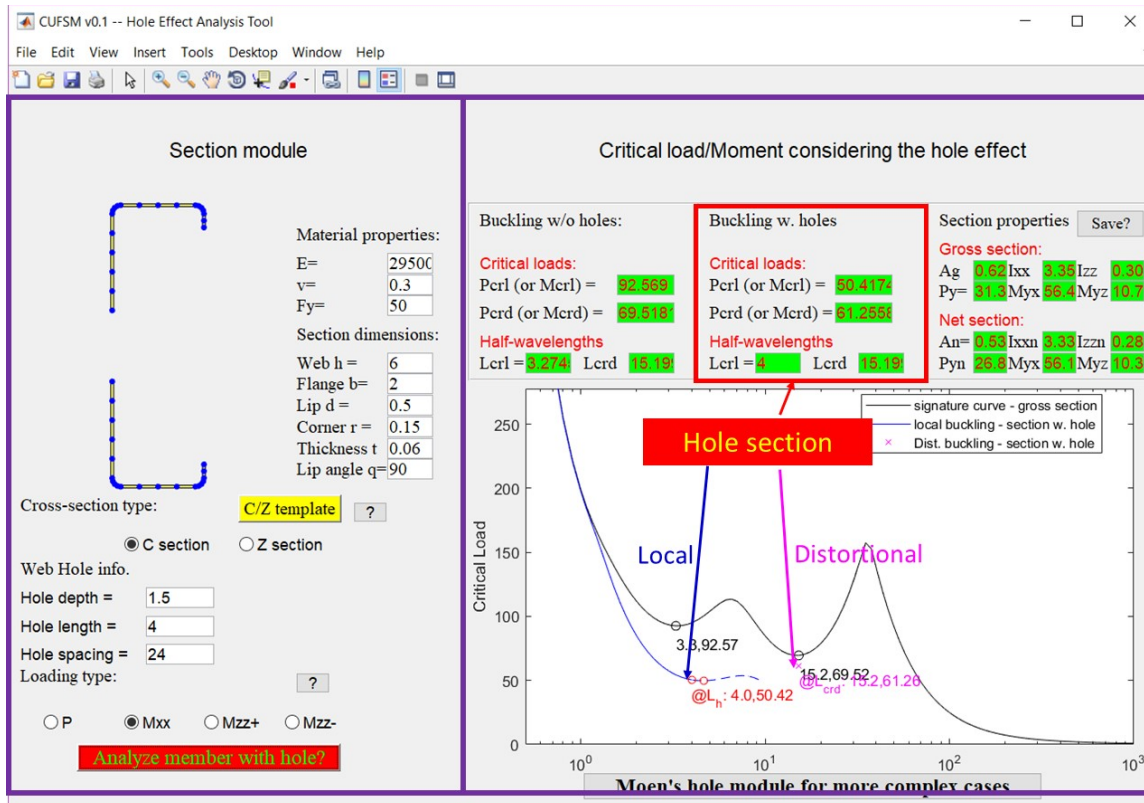 CUFSM v0.1 -- Hole Effect Analysis Tool
File Edit View Insert Tools Desktop Window Help
Section module
Material properties:
E= 29500
v= 0.3
Fy= 50
Section dimensions:
Web h = 6
Flange b= 2
Lip d = 0.5
Corner r = 0.15
Thickness t 0.06
Lip angle q= 90
Cross-section type: C/Z template ?
C section Z section
Web Hole info.
Hole depth = 1.5
Hole length = 4
Hole spacing = 24
Loading type: ?
P Mxx Mzz+ Mzz-
Analyze member with hole?
Critical load/Moment considering the hole effect
Buckling w/o holes:
Critical loads:
Pcrl (or Mcrl) = 92.569
Pcrd (or Mcrd) = 69.518
Half-wavelengths
Lcrl = 3.274 Lcrd 15.19
Buckling w. holes
Critical loads:
Pcrl (or Mcrl) = 50.4174
Pcrd (or Mcrd) = 61.2558
Half-wavelengths
Lcrl = 4 Lcrd 15.19
Section properties Save?
Gross section:
Ag 0.62 Ixx 3.35 Izz 0.30
Py= 31.3 Myx 56.4 Myz 10.7
Net section:
An= 0.53 Ixxn 3.33 Izzn 0.28
Pyn 26.8 Myx 56.1 Myz 10.3
signature curve - gross section
local buckling - section w. hole
Dist. buckling - section w. hole
Hole section
Local
Distortional
Critical Load
250
200
150
100
50
0
3.3,92.57
15.2,69.52
@Lh: 4.0,50.42
@Lcrd: 15.2,61.26
10^0 10^1 10^2 10^3
Moen's hole module for more complex cases